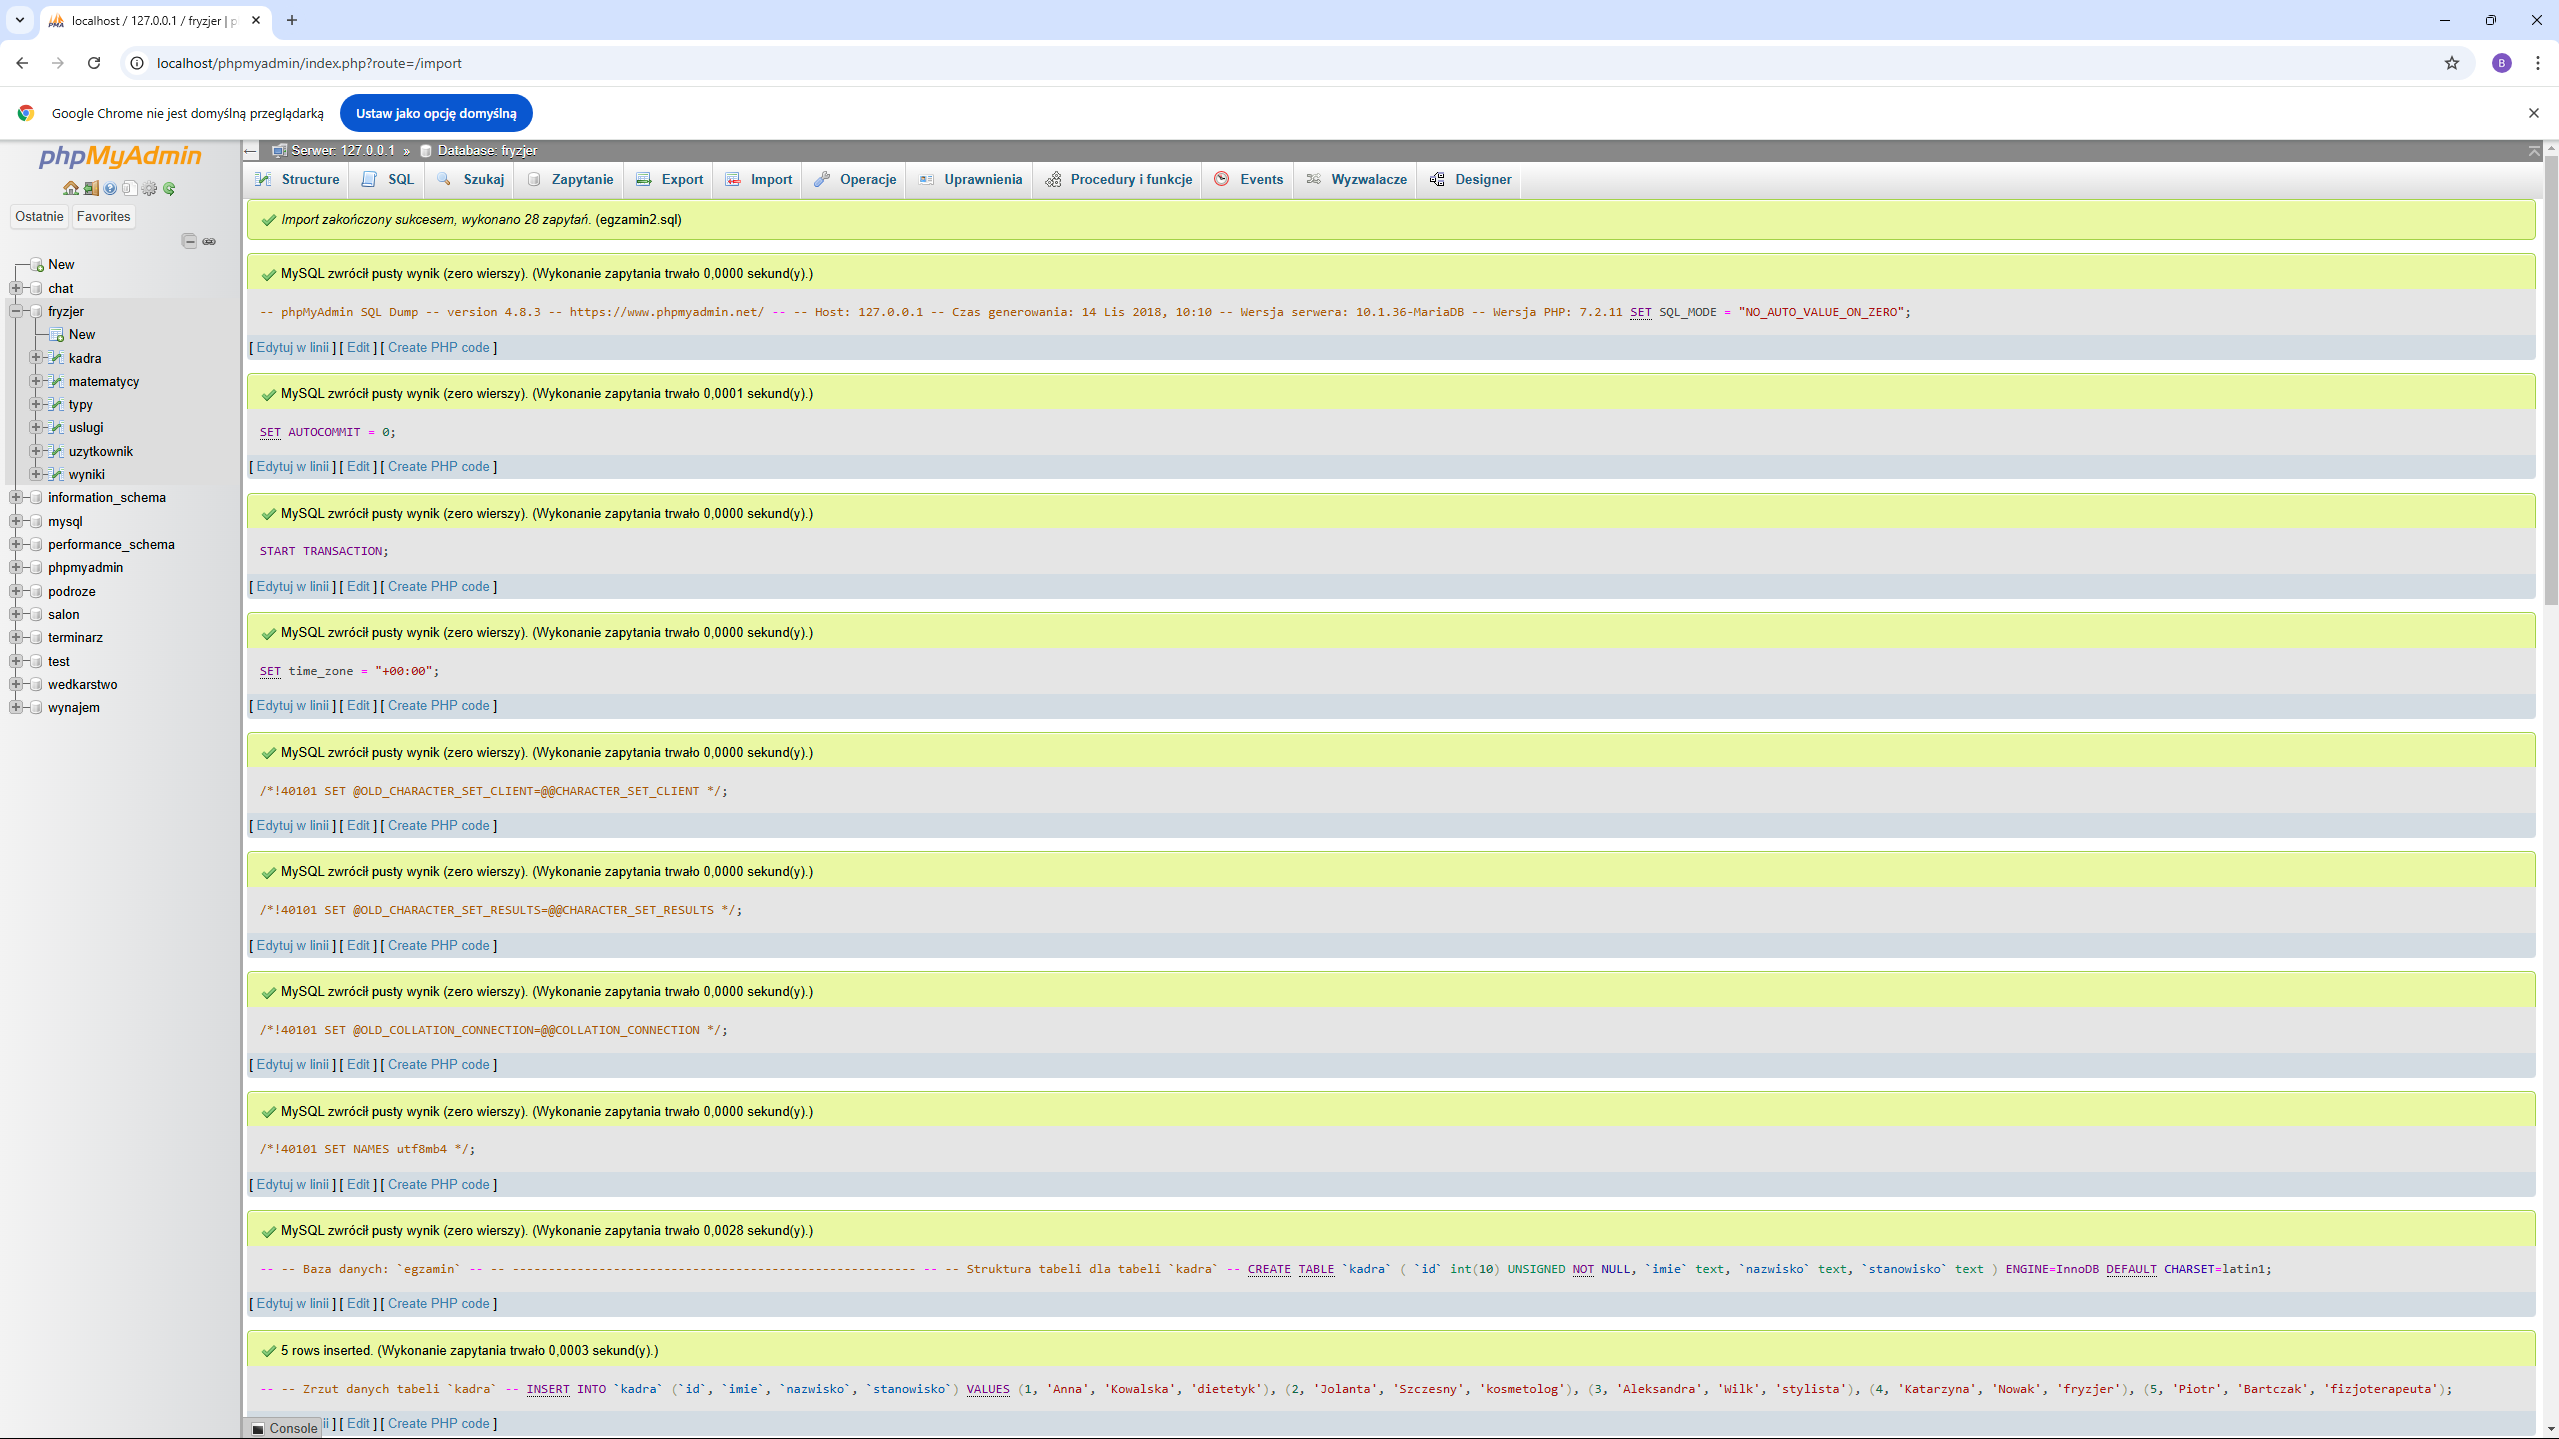 localhost / 127.0.0.1 / fryzjer | p
localhost/phpmyadmin/index.php?route=/import
B
Google Chrome nie jest domyślną przeglądarką
Ustaw jako opcję domyślną
phpMyAdmin
Ostatnie
Favorites
New
chat
fryzjer
New
kadra
matematycy
typy
uslugi
uzytkownik
wyniki
information_schema
mysql
performance_schema
phpmyadmin
podroze
salon
terminarz
test
wedkarstwo
wynajem
Serwer: 127.0.0.1 » Database: fryzjer
Structure SQL Szukaj Zapytanie Export Import Operacje Uprawnienia Procedury i funkcje Events Wyzwalacze Designer
Import zakończony sukcesem, wykonano 28 zapytań. (egzamin2.sql)
MySQL zwrócił pusty wynik (zero wierszy). (Wykonanie zapytania trwało 0,0000 sekund(y).)
-- phpMyAdmin SQL Dump -- version 4.8.3 -- https://www.phpmyadmin.net/ -- -- Host: 127.0.0.1 -- Czas generowania: 14 Lis 2018, 10:10 -- Wersja serwera: 10.1.36-MariaDB -- Wersja PHP: 7.2.11 SET SQL_MODE = "NO_AUTO_VALUE_ON_ZERO";
[ Edytuj w linii ] [ Edit ] [ Create PHP code ]
MySQL zwrócił pusty wynik (zero wierszy). (Wykonanie zapytania trwało 0,0001 sekund(y).)
SET AUTOCOMMIT = 0;
[ Edytuj w linii ] [ Edit ] [ Create PHP code ]
MySQL zwrócił pusty wynik (zero wierszy). (Wykonanie zapytania trwało 0,0000 sekund(y).)
START TRANSACTION;
[ Edytuj w linii ] [ Edit ] [ Create PHP code ]
MySQL zwrócił pusty wynik (zero wierszy). (Wykonanie zapytania trwało 0,0000 sekund(y).)
SET time_zone = "+00:00";
[ Edytuj w linii ] [ Edit ] [ Create PHP code ]
MySQL zwrócił pusty wynik (zero wierszy). (Wykonanie zapytania trwało 0,0000 sekund(y).)
/*!40101 SET @OLD_CHARACTER_SET_CLIENT=@@CHARACTER_SET_CLIENT */;
[ Edytuj w linii ] [ Edit ] [ Create PHP code ]
MySQL zwrócił pusty wynik (zero wierszy). (Wykonanie zapytania trwało 0,0000 sekund(y).)
/*!40101 SET @OLD_CHARACTER_SET_RESULTS=@@CHARACTER_SET_RESULTS */;
[ Edytuj w linii ] [ Edit ] [ Create PHP code ]
MySQL zwrócił pusty wynik (zero wierszy). (Wykonanie zapytania trwało 0,0000 sekund(y).)
/*!40101 SET @OLD_COLLATION_CONNECTION=@@COLLATION_CONNECTION */;
[ Edytuj w linii ] [ Edit ] [ Create PHP code ]
MySQL zwrócił pusty wynik (zero wierszy). (Wykonanie zapytania trwało 0,0000 sekund(y).)
/*!40101 SET NAMES utf8mb4 */;
[ Edytuj w linii ] [ Edit ] [ Create PHP code ]
MySQL zwrócił pusty wynik (zero wierszy). (Wykonanie zapytania trwało 0,0028 sekund(y).)
-- -- Baza danych: `egzamin` -- -- -------------------------------------------------------- -- -- Struktura tabeli dla tabeli `kadra` -- CREATE TABLE `kadra` ( `id` int(10) UNSIGNED NOT NULL, `imie` text, `nazwisko` text, `stanowisko` text ) ENGINE=InnoDB DEFAULT CHARSET=latin1;
[ Edytuj w linii ] [ Edit ] [ Create PHP code ]
5 rows inserted. (Wykonanie zapytania trwało 0,0003 sekund(y).)
-- -- Zrzut danych tabeli `kadra` -- INSERT INTO `kadra` (`id`, `imie`, `nazwisko`, `stanowisko`) VALUES (1, 'Anna', 'Kowalska', 'dietetyk'), (2, 'Jolanta', 'Szczesny', 'kosmetolog'), (3, 'Aleksandra', 'Wilk', 'stylista'), (4, 'Katarzyna', 'Nowak', 'fryzjer'), (5, 'Piotr', 'Bartczak', 'fizjoterapeuta');
ii ] [ Edit ] [ Create PHP code ]
Console